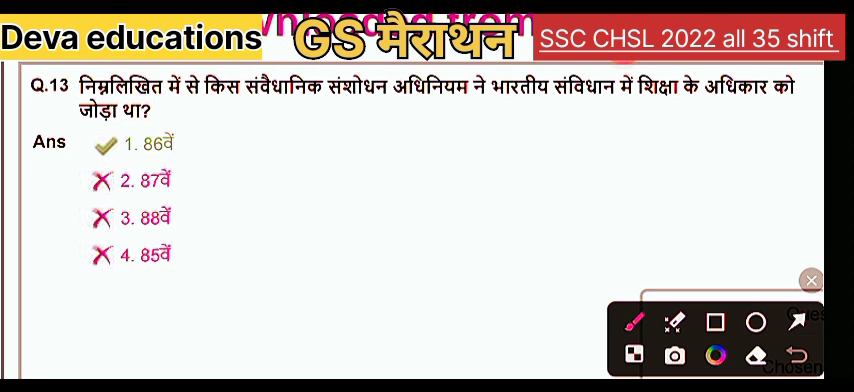 Deva educations
GS मैराथन
SSC CHSL 2022 all 35 shift
Q.13 निम्नलिखित में से किस संवैधानिक संशोधन अधिनियम ने भारतीय संविधान में शिक्षा के अधिकार को
जोड़ा था?
Ans 1. 86वें
2. 87वें
3. 88वें
4. 85वें
Chosen